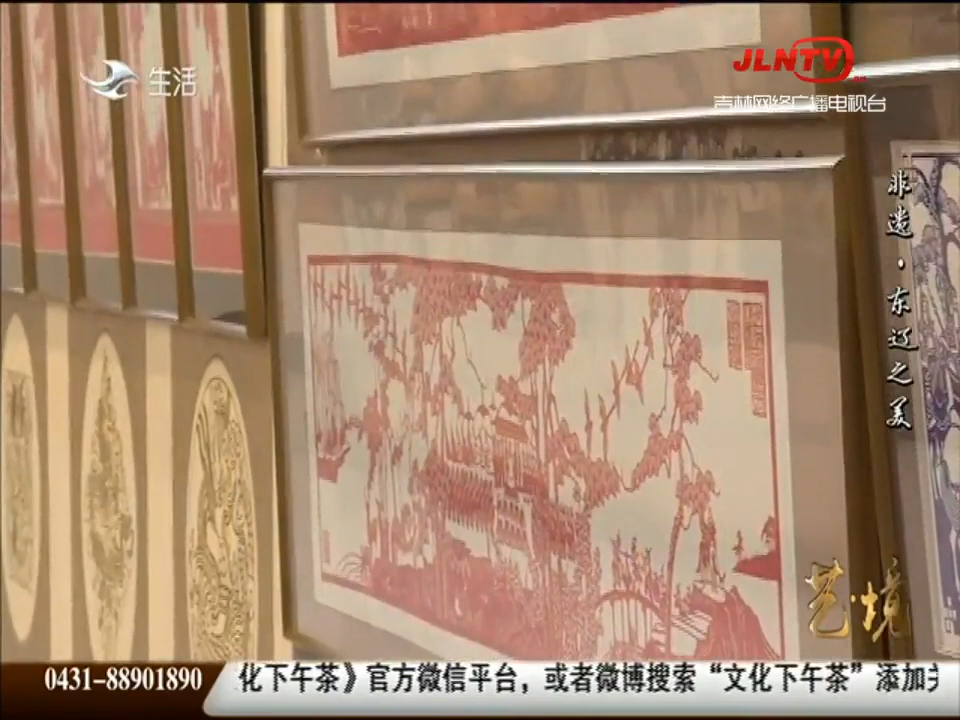 生活
JLNTV
吉林网络广播电视台
非遗·东辽之美
艺·境
0431-88901890
化下午茶》官方微信平台，或者微博搜索“文化下午茶”添加关